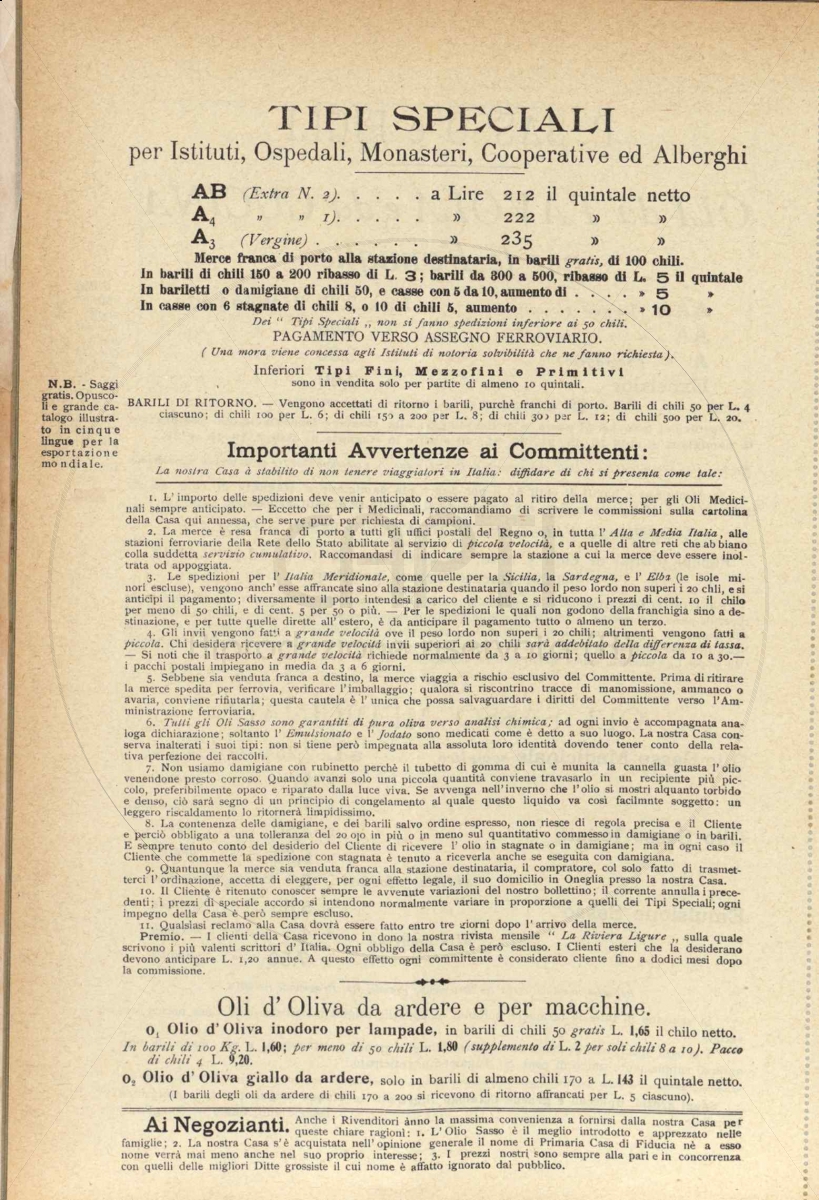 TIPI SPECIALI
per Istituti, Ospedali, Monasteri, Cooperative ed Alberghi
AB (Extra N. 2). . . . . a Lire 212 il quintale netto
A4 " " 1). . . . . » 222 » »
A3 (Vergine) . . . . . . » 235 » »
Merce franca di porto alla stazione destinataria, in barili gratis, di 100 chili.
In barili di chili 150 a 200 ribasso di L. 3; barili da 300 a 500, ribasso di L. 5 il quintale
In bariletti o damigiane di chili 50, e casse con 5 da 10, aumento di . . . . » 5 »
In casse con 6 stagnate di chili 8, o 10 di chili 5, aumento . . . . . . . » 10 »
Dei " Tipi Speciali „ non si fanno spedizioni inferiore ai 50 chili.
PAGAMENTO VERSO ASSEGNO FERROVIARIO.
( Una mora viene concessa agli Istituti di notoria solvibilità che ne fanno richiesta).
Inferiori Tipi Fini, Mezzofini e Primitivi
sono in vendita solo per partite di almeno 10 quintali.
N.B. - Saggi
gratis. Opusco-
li e grande ca-
talogo illustra-
to in cinque
lingue per la
esportazione
mondiale.
BARILI DI RITORNO. — Vengono accettati di ritorno i barili, purchè franchi di porto. Barili di chili 50 per L. 4
ciascuno; di chili 100 per L. 6; di chili 150 a 200 per L. 8; di chili 300 per L. 12; di chili 500 per L. 20.
Importanti Avvertenze ai Committenti:
La nostra Casa à stabilito di non tenere viaggiatori in Italia: diffidare di chi si presenta come tale:
1. L' importo delle spedizioni deve venir anticipato o essere pagato al ritiro della merce; per gli Oli Medici-
nali sempre anticipato. — Eccetto che per i Medicinali, raccomandiamo di scrivere le commissioni sulla cartolina
della Casa qui annessa, che serve pure per richiesta di campioni.
2. La merce è resa franca di porto a tutti gli uffici postali del Regno o, in tutta l' Alta e Media Italia, alle
stazioni ferroviarie della Rete dello Stato abilitate al servizio di piccola velocità, e a quelle di altre reti che abbiano
colla suddetta servizio cumulativo. Raccomandasi di indicare sempre la stazione a cui la merce deve essere inol-
trata od appoggiata.
3. Le spedizioni per l' Italia Meridionale, come quelle per la Sicilia, la Sardegna, e l' Elba (le isole mi-
nori escluse), vengono anch' esse affrancate sino alla stazione destinataria quando il peso lordo non superi i 20 chli, e si
anticipi il pagamento; diversamente il porto intendesi a carico del cliente e si riducono i prezzi di cent. 10 il chilo
per meno di 50 chili, e di cent. 5 per 50 o più. — Per le spedizioni le quali non godono della franchigia sino a de-
stinazione, e per tutte quelle dirette all' estero, è da anticipare il pagamento tutto o almeno un terzo.
4. Gli invii vengono fatti a grande velocità ove il peso lordo non superi i 20 chili; altrimenti vengono fatti a
piccola. Chi desidera ricevere a grande velocità invii superiori ai 20 chili sarà addebitato della differenza di tassa.
— Si noti che il trasporto a grande velocità richiede normalmente da 3 a 10 giorni; quello a piccola da 10 a 30.—
i pacchi postali impiegano in media da 3 a 6 giorni.
5. Sebbene sia venduta franca a destino, la merce viaggia a rischio esclusivo del Committente. Prima di ritirare
la merce spedita per ferrovia, verificare l'imballaggio; qualora si riscontrino tracce di manomissione, ammanco o
avaria, conviene rifiutarla; questa cautela è l' unica che possa salvaguardare i diritti del Committente verso l'Am-
ministrazione ferroviaria.
6. Tutti gli Oli Sasso sono garantiti di pura oliva verso analisi chimica; ad ogni invio è accompagnata ana-
loga dichiarazione; soltanto l' Emulsionato e l' Jodato sono medicati come è detto a suo luogo. La nostra Casa con-
serva inalterati i suoi tipi: non si tiene però impegnata alla assoluta loro identità dovendo tener conto della rela-
tiva perfezione dei raccolti.
7. Non usiamo damigiane con rubinetto perchè il tubetto di gomma di cui è munita la cannella guasta l'olio
venendone presto corroso. Quando avanzi solo una piccola quantità conviene travasarlo in un recipiente più pic-
colo, preferibilmente opaco e riparato dalla luce viva. Se avvenga nell'inverno che l'olio si mostri alquanto torbido
e denso, ciò sarà segno di un principio di congelamento al quale questo liquido va così facilmnte soggetto: un
leggero riscaldamento lo ritornerà limpidissimo.
8. La contenenza delle damigiane, e dei barili salvo ordine espresso, non riesce di regola precisa e il Cliente
e perciò obbligato a una tolleranza del 20 ojo in più o in meno sul quantitativo commesso in damigiane o in barili.
E sempre tenuto conto del desiderio del Cliente di ricevere l' olio in stagnate o in damigiane; ma in ogni caso il
Cliente che commette la spedizione con stagnata è tenuto a riceverla anche se eseguita con damigiana.
9. Quantunque la merce sia venduta franca alla stazione destinataria, il compratore, col solo fatto di trasmet-
terci l'ordinazione, accetta di eleggere, per ogni effetto legale, il suo domicilio in Oneglia presso la nostra Casa.
10. Il Cliente è ritenuto conoscer sempre le avvenute variazioni del nostro bollettino; il corrente annulla i prece-
denti; i prezzi di speciale accordo si intendono normalmente variare in proporzione a quelli dei Tipi Speciali; ogni
impegno della Casa è però sempre escluso.
11. Qualsiasi reclamo alla Casa dovrà essere fatto entro tre giorni dopo l'arrivo della merce.
Premio. — I clienti della Casa ricevono in dono la nostra rivista mensile " La Riviera Ligure „ sulla quale
scrivono i più valenti scrittori d' Italia. Ogni obbligo della Casa è però escluso. I Clienti esteri che la desiderano
devono anticipare L. 1,20 annue. A questo effetto ogni committente è considerato cliente fino a dodici mesi dopo
la commissione.
Oli d' Oliva da ardere e per macchine.
O1 Olio d'Oliva inodoro per lampade, in barili di chili 50 gratis L. 1,65 il chilo netto.
In barili di 100 Kg. L. 1,60; per meno di 50 chili L. 1,80 (supplemento di L. 2 per soli chili 8 a 10). Pacco
di chili 4 L. 9,20.
O2 Olio d'Oliva giallo da ardere, solo in barili di almeno chili 170 a L. 143 il quintale netto.
(I barili degli oli da ardere di chili 170 a 200 si ricevono di ritorno affrancati per L. 5 ciascuno).
Ai Negozianti. Anche i Rivenditori ànno la massima convenienza a fornirsi dalla nostra Casa per
queste chiare ragioni: 1. L'Olio Sasso è il meglio introdotto e apprezzato nelle
famiglie; 2. La nostra Casa s'è acquistata nell'opinione generale il nome di Primaria Casa di Fiducia nè a esso
nome verrà mai meno anche nel suo proprio interesse; 3. I prezzi nostri sono sempre alla pari e in concorrenza
con quelli delle migliori Ditte grossiste il cui nome è affatto ignorato dal pubblico.